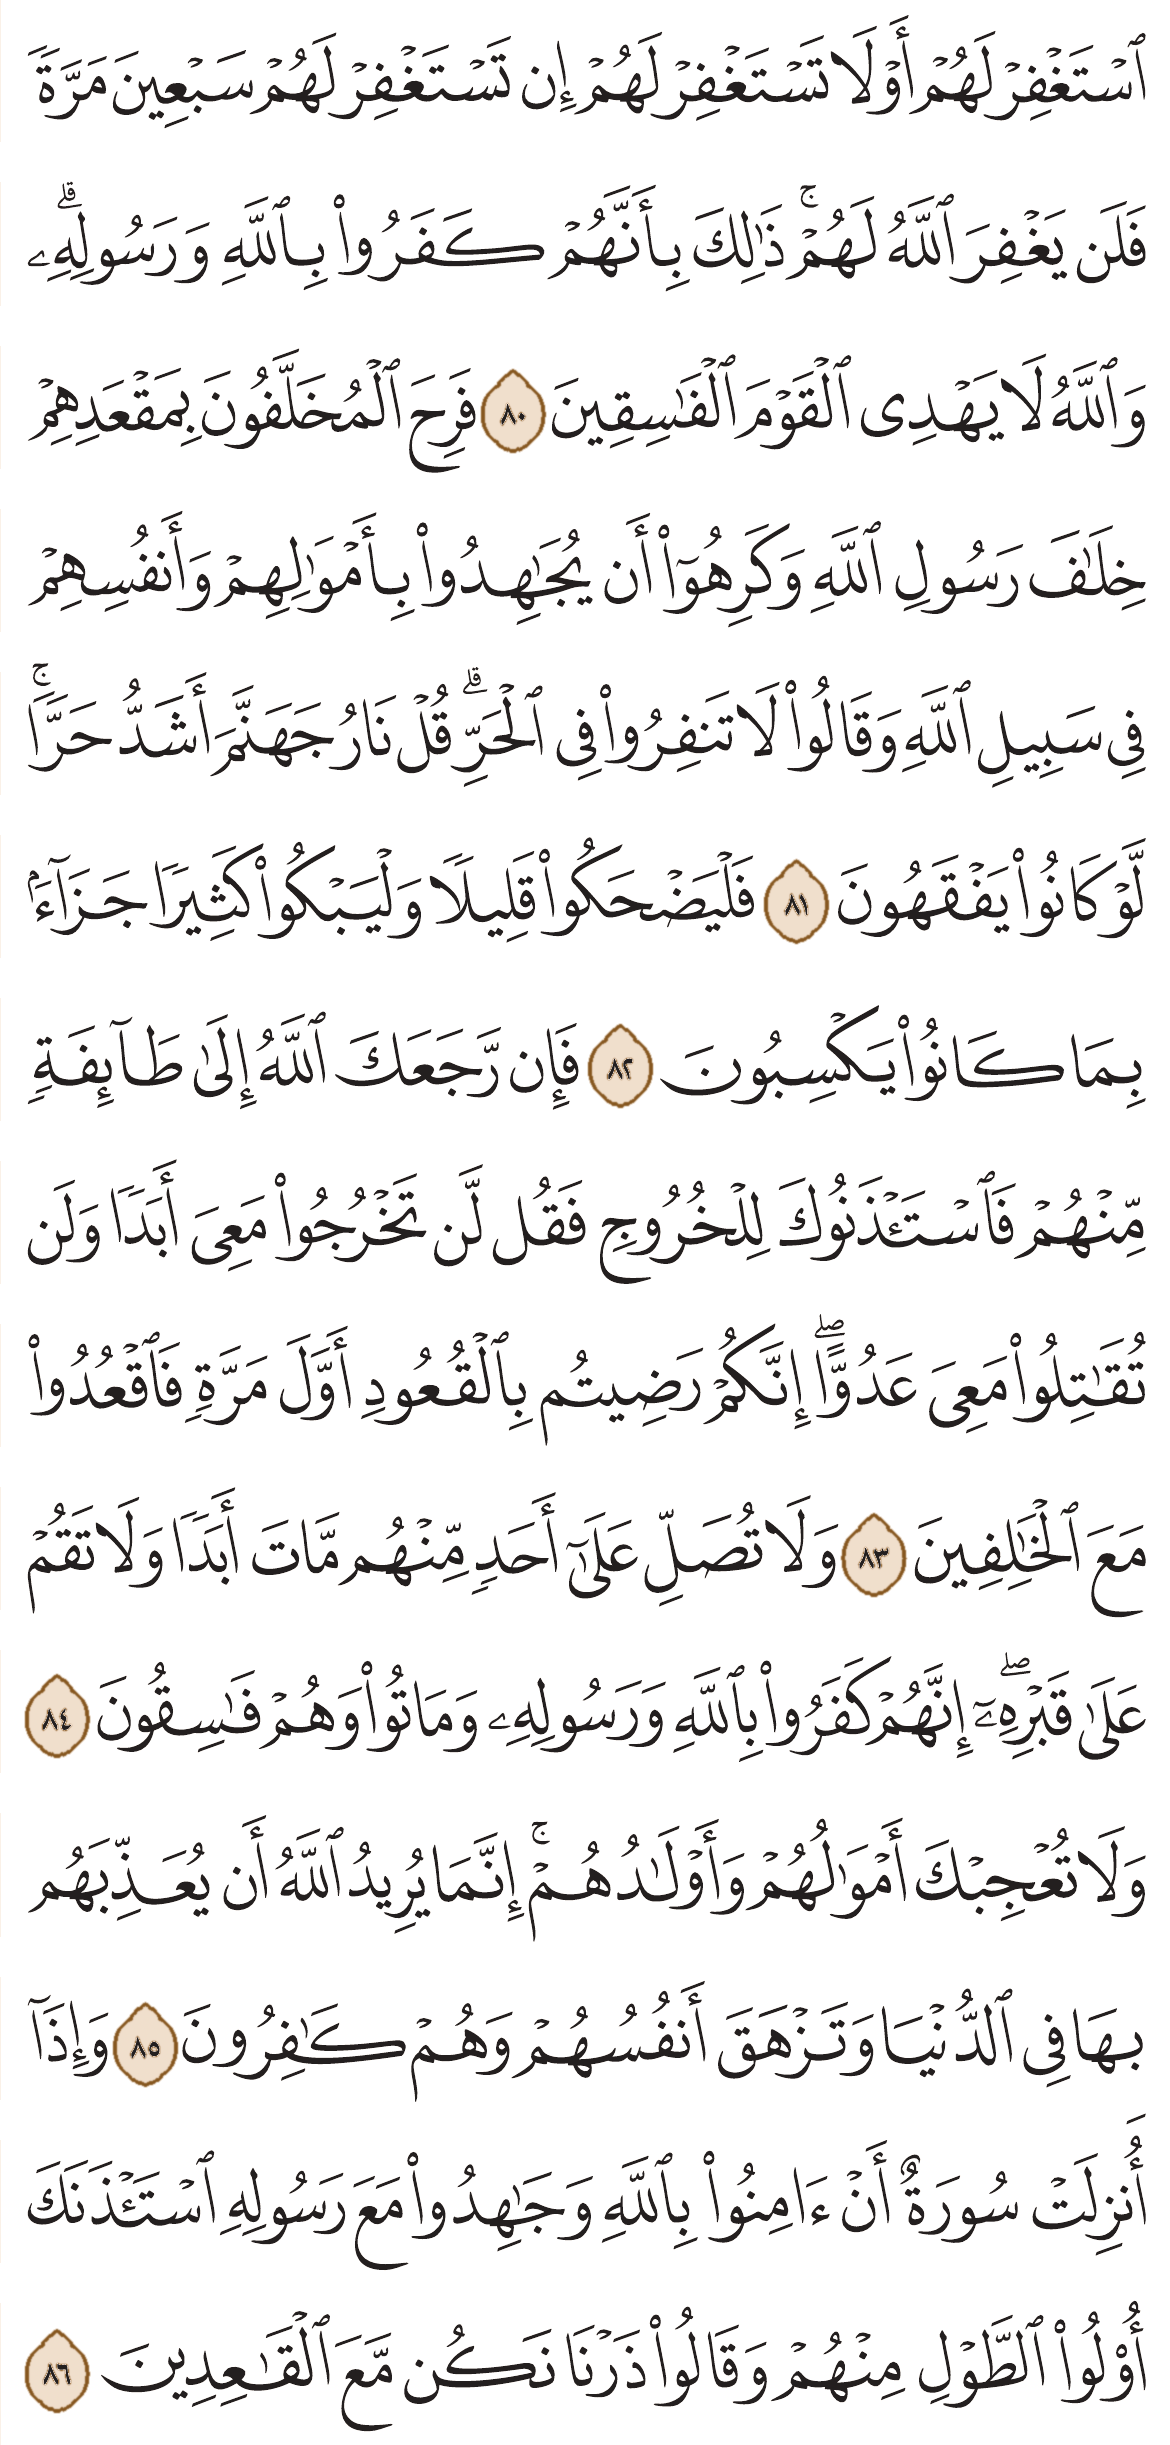 ٱسۡتَغۡفِرۡ لَهُمۡ أَوۡ لَا تَسۡتَغۡفِرۡ لَهُمۡ إِن تَسۡتَغۡفِرۡ لَهُمۡ سَبۡعِينَ مَرَّةٗ
فَلَن يَغۡفِرَ ٱللَّهُ لَهُمۡۚ ذَٰلِكَ بِأَنَّهُمۡ كَفَرُواْ بِٱللَّهِ وَرَسُولِهِۦۗ
وَٱللَّهُ لَا يَهۡدِي ٱلۡقَوۡمَ ٱلۡفَٰسِقِينَ ٨٠ فَرِحَ ٱلۡمُخَلَّفُونَ بِمَقۡعَدِهِمۡ
خِلَٰفَ رَسُولِ ٱللَّهِ وَكَرِهُوٓاْ أَن يُجَٰهِدُواْ بِأَمۡوَٰلِهِمۡ وَأَنفُسِهِمۡ
فِي سَبِيلِ ٱللَّهِ وَقَالُواْ لَا تَنفِرُواْ فِي ٱلۡحَرِّۗ قُلۡ نَارُ جَهَنَّمَ أَشَدُّ حَرّٗاۚ
لَّوۡ كَانُواْ يَفۡقَهُونَ ٨١ فَلۡيَضۡحَكُواْ قَلِيلٗا وَلۡيَبۡكُواْ كَثِيرٗا جَزَآءَۢ
بِمَا كَانُواْ يَكۡسِبُونَ ٨٢ فَإِن رَّجَعَكَ ٱللَّهُ إِلَىٰ طَآئِفَةٖ
مِّنۡهُمۡ فَٱسۡتَـٔۡذَنُوكَ لِلۡخُرُوجِ فَقُل لَّن تَخۡرُجُواْ مَعِيَ أَبَدٗا وَلَن
تُقَٰتِلُواْ مَعِيَ عَدُوًّاۖ إِنَّكُمۡ رَضِيتُم بِٱلۡقُعُودِ أَوَّلَ مَرَّةٖ فَٱقۡعُدُواْ
مَعَ ٱلۡخَٰلِفِينَ ٨٣ وَلَا تُصَلِّ عَلَىٰٓ أَحَدٖ مِّنۡهُم مَّاتَ أَبَدٗا وَلَا تَقُمۡ
عَلَىٰ قَبۡرِهِۦٓۖ إِنَّهُمۡ كَفَرُواْ بِٱللَّهِ وَرَسُولِهِۦ وَمَاتُواْ وَهُمۡ فَٰسِقُونَ ٨٤
وَلَا تُعۡجِبۡكَ أَمۡوَٰلُهُمۡ وَأَوۡلَٰدُهُمۡۚ إِنَّمَا يُرِيدُ ٱللَّهُ أَن يُعَذِّبَهُم
بِهَا فِي ٱلدُّنۡيَا وَتَزۡهَقَ أَنفُسُهُمۡ وَهُمۡ كَٰفِرُونَ ٨٥ وَإِذَآ
أُنزِلَتۡ سُورَةٌ أَنۡ ءَامِنُواْ بِٱللَّهِ وَجَٰهِدُواْ مَعَ رَسُولِهِ ٱسۡتَـٔۡذَنَكَ
أُوْلُواْ ٱلطَّوۡلِ مِنۡهُمۡ وَقَالُواْ ذَرۡنَا نَكُن مَّعَ ٱلۡقَٰعِدِينَ ٨٦